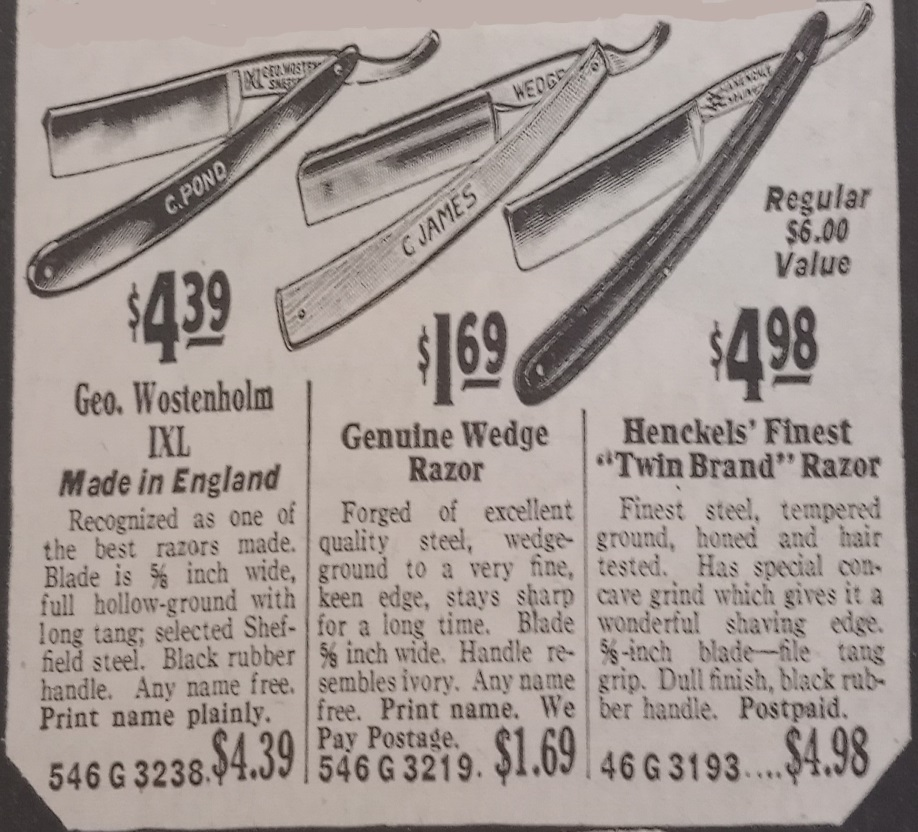 IXL GEO. WOSTEN
G. POND
WEDGE
C JAMES
Regular
$6.00
Value
$4.39
Geo. Wostenholm
IXL
Made in England
Recognized as one of
the best razors made.
Blade is ⅝ inch wide,
full hollow-ground with
long tang; selected Shef-
field steel. Black rubber
handle. Any name free.
Print name plainly.
546 G 3238. $4.39
$1.69
Genuine Wedge
Razor
Forged of excellent
quality steel, wedge-
ground to a very fine,
keen edge, stays sharp
for a long time. Blade
⅝ inch wide. Handle re-
sembles ivory. Any name
free. Print name. We
Pay Postage.
546 G 3219. $1.69
$4.98
Henckels' Finest
"Twin Brand" Razor
Finest steel, tempered
ground, honed and hair
tested. Has special con-
cave grind which gives it a
wonderful shaving edge.
⅝-inch blade—file tang
grip. Dull finish, black rub-
ber handle. Postpaid.
46 G 3193.... $4.98